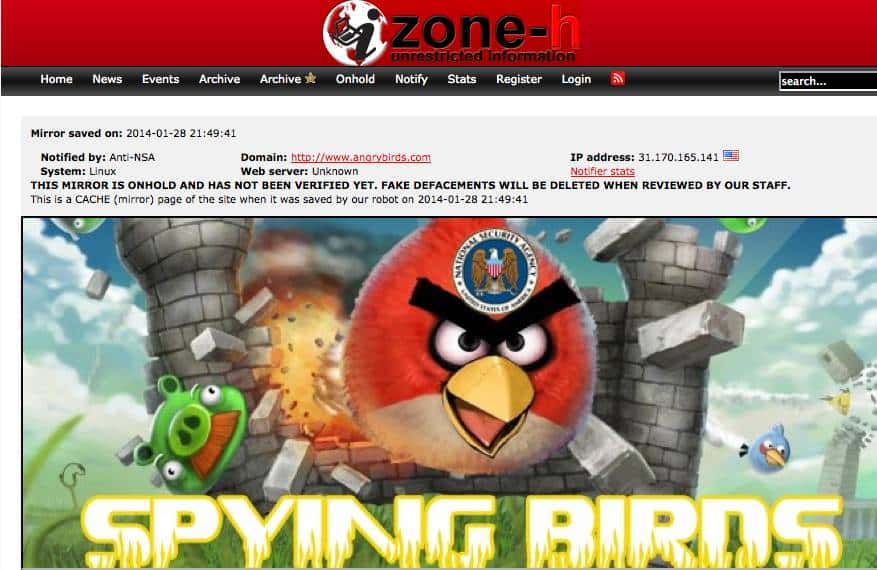 zone-h
unrestricted information
Home News Events Archive Archive Onhold Notify Stats Register Login search...
Mirror saved on: 2014-01-28 21:49:41
Notified by: Anti-NSA Domain: http://www.angrybirds.com IP address: 31.170.165.141
System: Linux Web server: Unknown Notifier stats
THIS MIRROR IS ONHOLD AND HAS NOT BEEN VERIFIED YET. FAKE DEFACEMENTS WILL BE DELETED WHEN REVIEWED BY OUR STAFF.
This is a CACHE (mirror) page of the site when it was saved by our robot on 2014-01-28 21:49:41
NATIONAL SECURITY AGENCY
UNITED STATES OF AMERICA
SPYING BIRDS